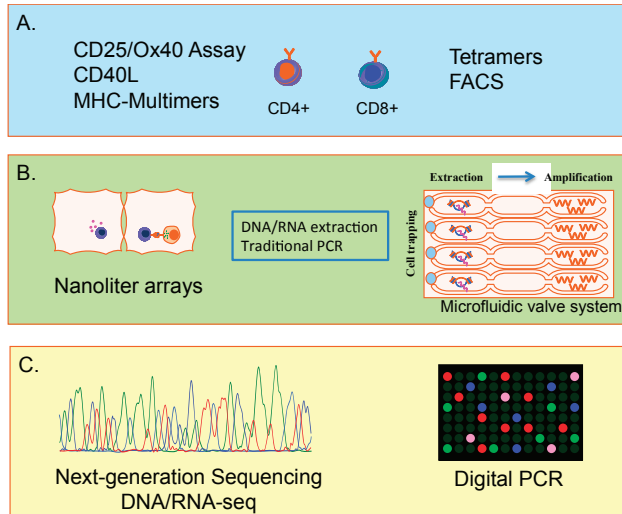 A.
CD25/Ox40 Assay
CD40L
MHC-Multimers
CD4+
CD8+
Tetramers
FACS
B.
Nanoliter arrays
DNA/RNA extraction
Traditional PCR
Extraction
Amplification
Cell trapping
Microfluidic valve system
C.
Next-generation Sequencing
DNA/RNA-seq
Digital PCR